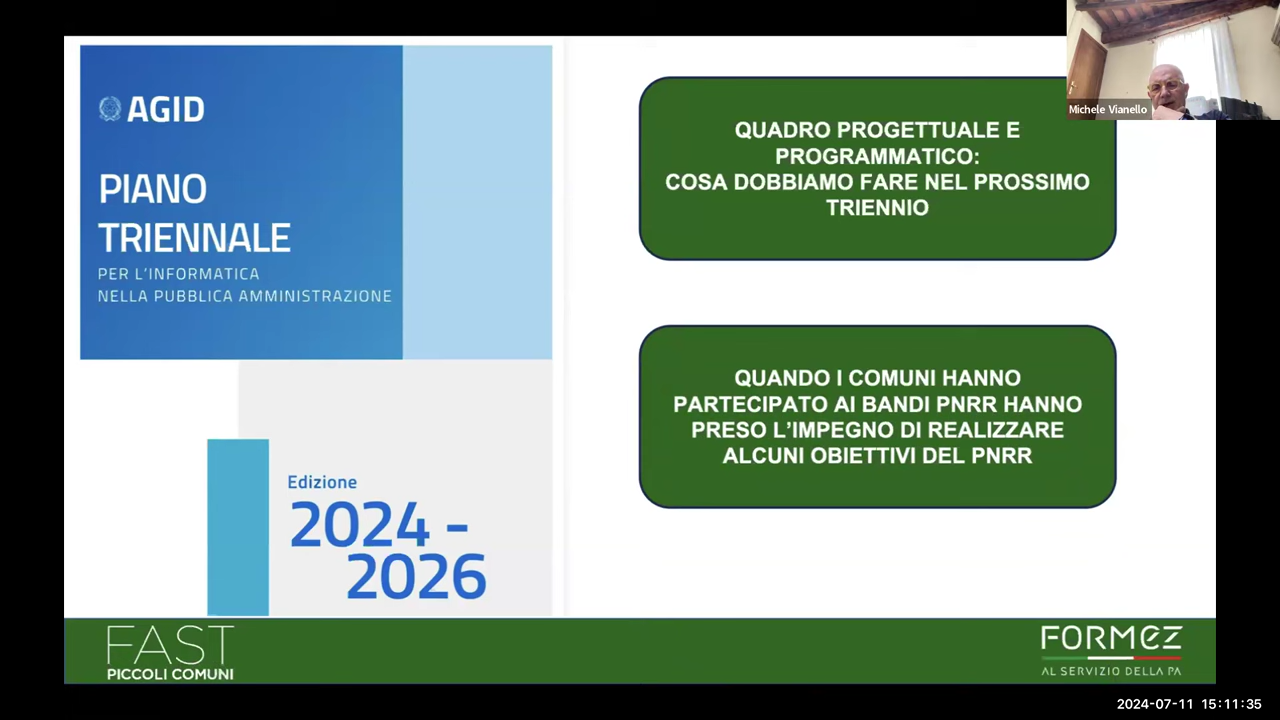 AGID
PIANO
TRIENNALE
PER L'INFORMATICA
NELLA PUBBLICA AMMINISTRAZIONE
Edizione
2024 -
2026
QUADRO PROGETTUALE E
PROGRAMMATICO:
COSA DOBBIAMO FARE NEL PROSSIMO
TRIENNIO
QUANDO I COMUNI HANNO
PARTECIPATO AI BANDI PNRR HANNO
PRESO L’IMPEGNO DI REALIZZARE
ALCUNI OBIETTIVI DEL PNRR
Michele Vianello
FAST
PICCOLI COMUNI
FORMEZ
AL SERVIZIO DELLA PA
2024-07-11 15:11:35